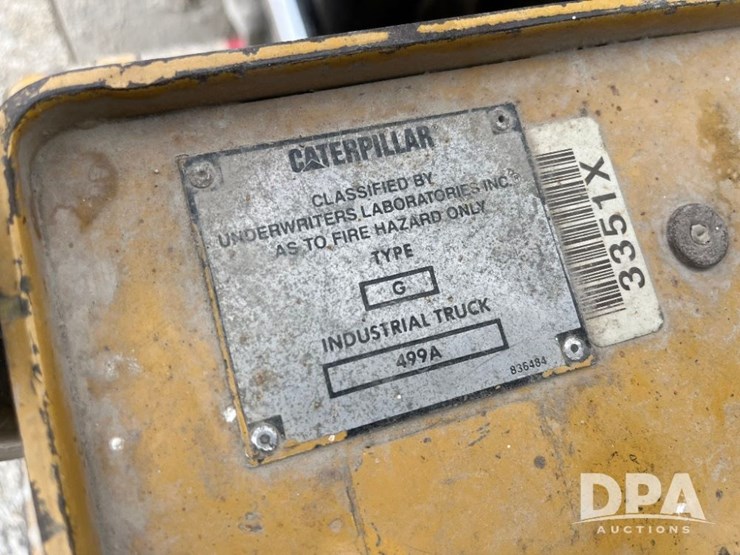 CATERPILLAR
CLASSIFIED BY
UNDERWRITERS LABORATORIES INC.
AS TO FIRE HAZARD ONLY
TYPE
G
INDUSTRIAL TRUCK
499A
836484
3351X
DPA
AUCTIONS